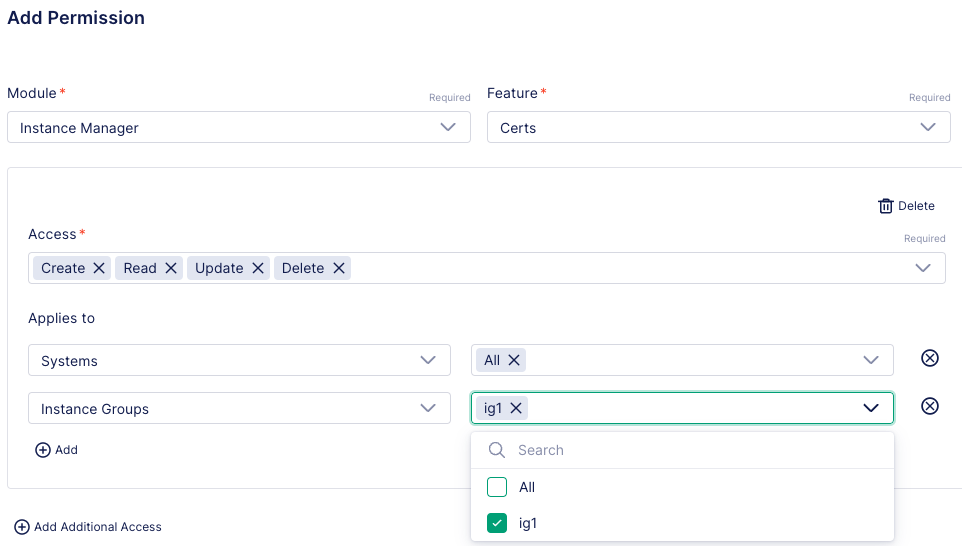 Add Permission
Module* Required Feature* Required
Instance Manager Certs
Delete
Access* Required
Create Read Update Delete
Applies to
Systems All
Instance Groups ig1
Add
Search
All
ig1
Add Additional Access